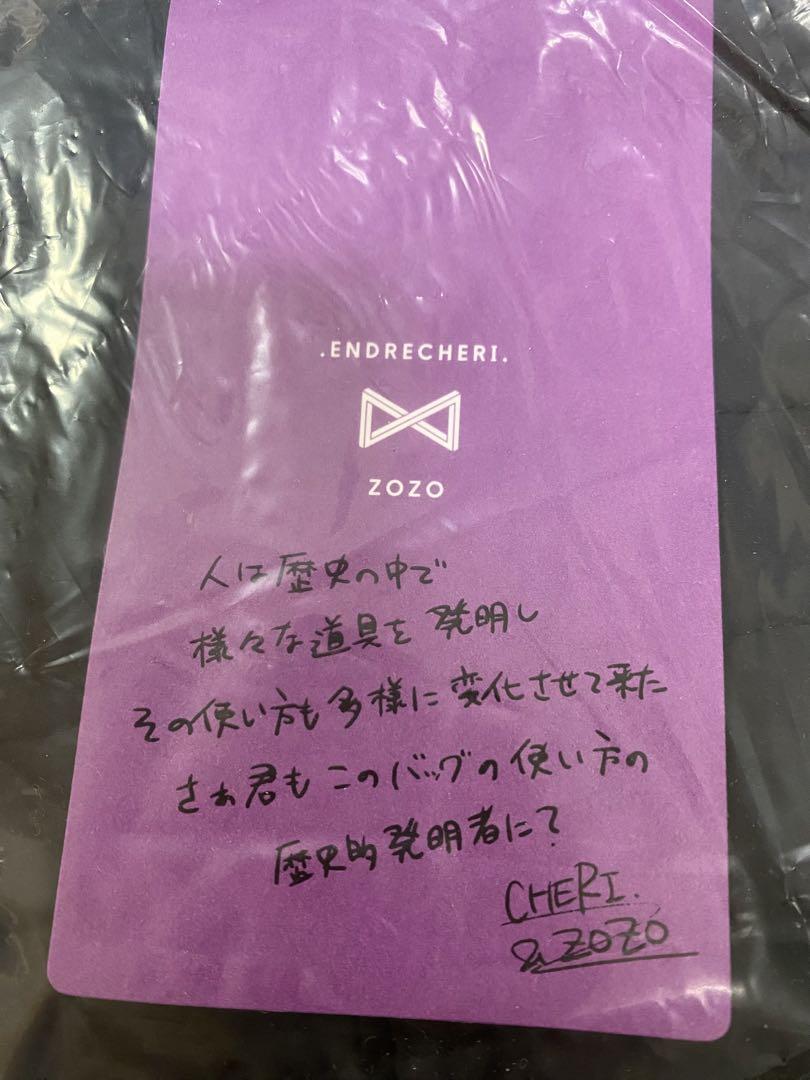 .ENDRECHERI.
ZOZO
人は歴史の中で
様々な道具を発明し
その使い方も多様に変化させて来た
さぁ君もこのバッグの使い方の
歴史的発明者に？
CHERI.
& ZOZO